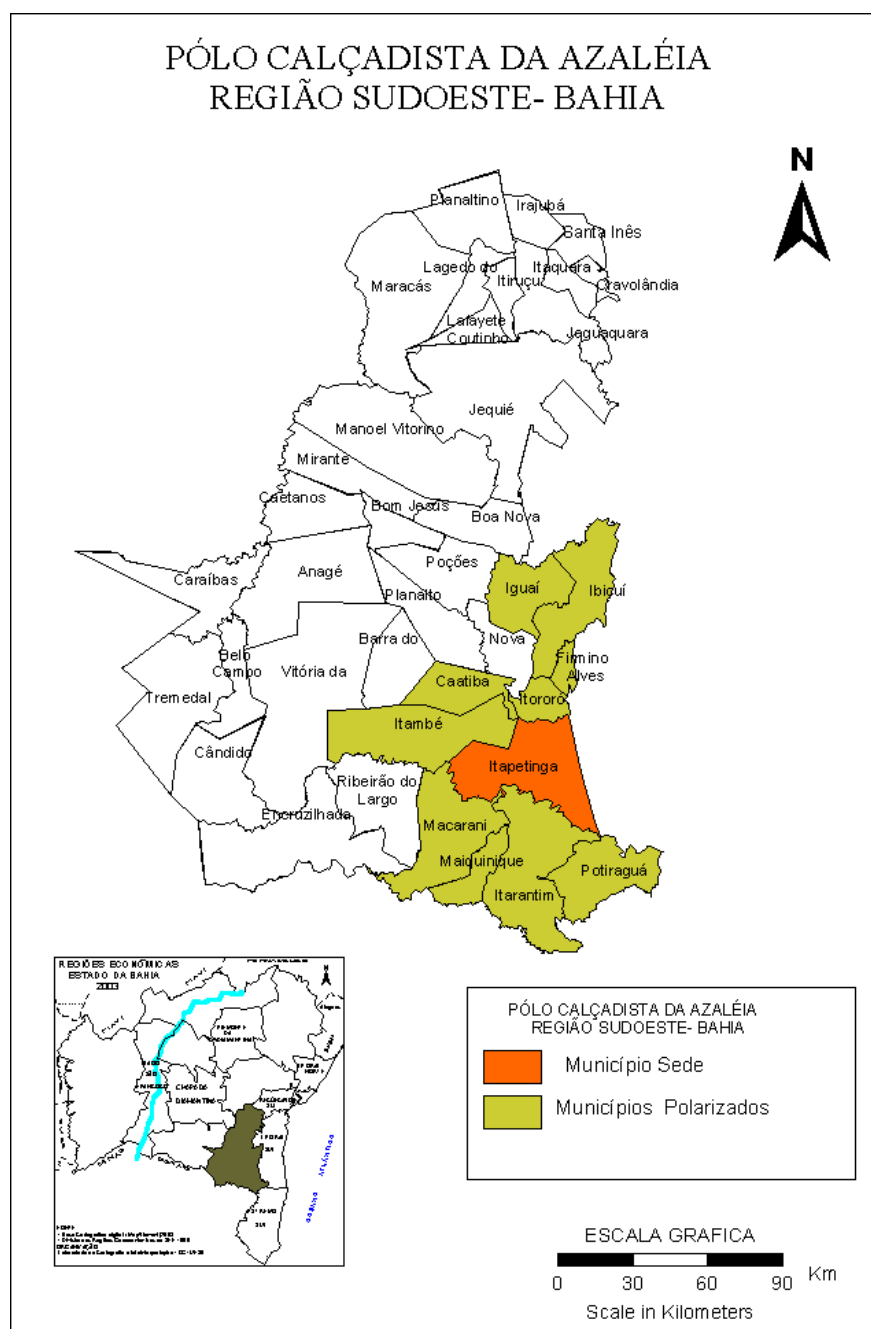 PÓLO CALÇADISTA DA AZALÉIA
REGIÃO SUDOESTE- BAHIA
N
Planaltino
Irajubá
Santa Inês
Lagedo do
Itiruçu
Itaquara
Maracás
Cravolândia
Lafayete
Coutinho
Jaguaquara
Jequié
Manoel Vitorino
Mirante
Caetanos
Bom Jesus
Boa Nova
Poções
Caraíbas
Anagé
Iguaí
Ibicuí
Planalto
Barra do
Nova
Belo
Campo
Vitória da
Firmino
Alves
Caatiba
Tremedal
Itororó
Itambé
Cândido
Itapetinga
Ribeirão do
Largo
Encruzilhada
Macarani
Maiquinique
Potiraguá
Itarantim
REGIÕES ECONÔMICAS
ESTADO DA BAHIA
2003
N
PÓLO CALÇADISTA DA AZALÉIA
REGIÃO SUDOESTE- BAHIA
Município Sede
Municípios Polarizados
ESCALA GRAFICA
0 30 60 90 Km
Scale in Kilometers